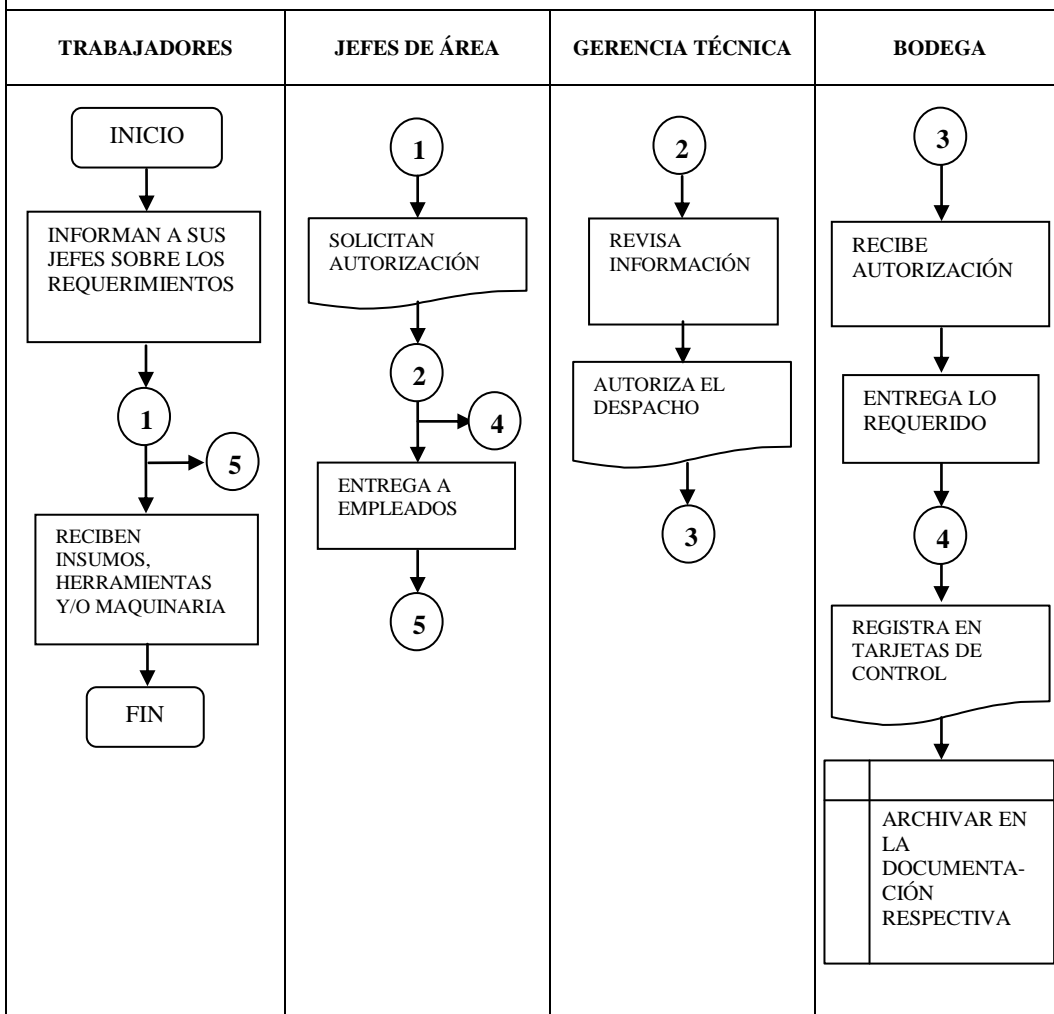 TRABAJADORES
JEFES DE ÁREA
GERENCIA TÉCNICA
BODEGA
INICIO
INFORMAN A SUS
JEFES SOBRE LOS
REQUERIMIENTOS
1
5
RECIBEN
INSUMOS,
HERRAMIENTAS
Y/O MAQUINARIA
FIN
1
SOLICITAN
AUTORIZACIÓN
2
4
ENTREGA A
EMPLEADOS
5
2
REVISA
INFORMACIÓN
AUTORIZA EL
DESPACHO
3
3
RECIBE
AUTORIZACIÓN
ENTREGA LO
REQUERIDO
4
REGISTRA EN
TARJETAS DE
CONTROL
ARCHIVAR EN
LA
DOCUMENTA-
CIÓN
RESPECTIVA